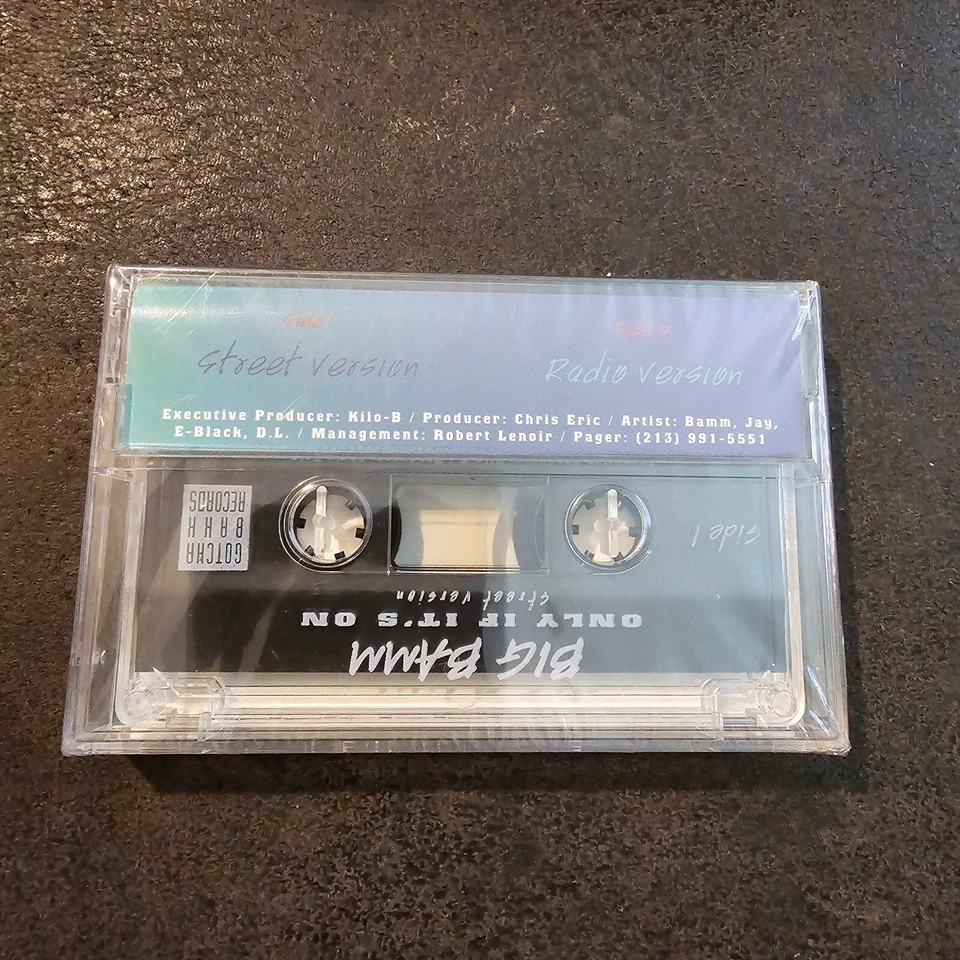 Side 1
Street Version
Side 2
Radio Version
Executive Producer: Kilo-B / Producer: Chris Eric / Artist: Bamm, Jay,
E-Black, D.L. / Management: Robert Lenoir / Pager: (213) 991-5551
BIG BAMM
ONLY IF IT'S ON
Street Version
Side 1
GOTCHA
BAKK
RECORDS